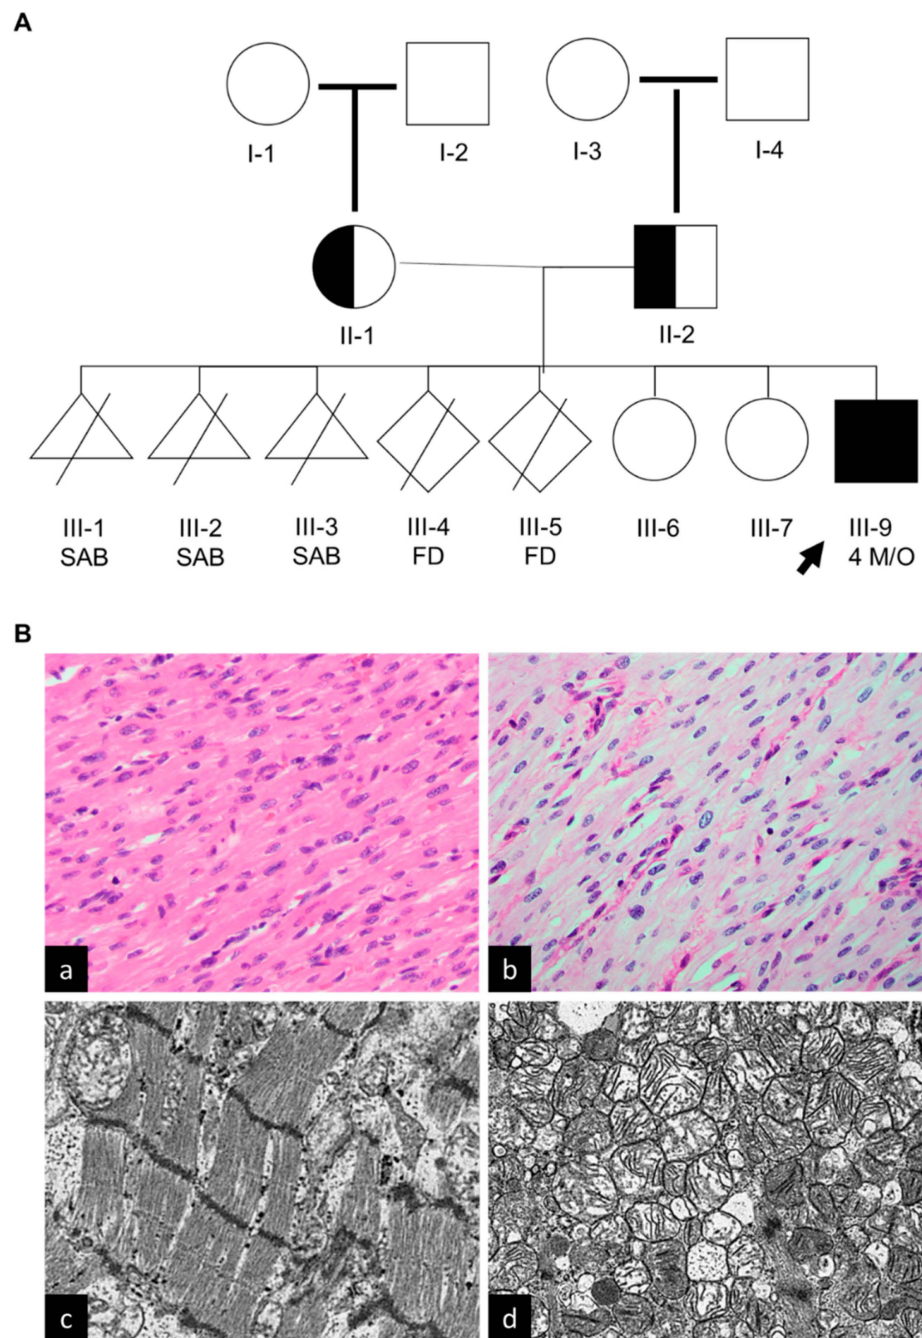 A
I-1 I-2 I-3 I-4
II-1 II-2
III-1 III-2 III-3 III-4 III-5 III-6 III-7 III-9
SAB SAB SAB FD FD 4 M/O
B
a b
c d